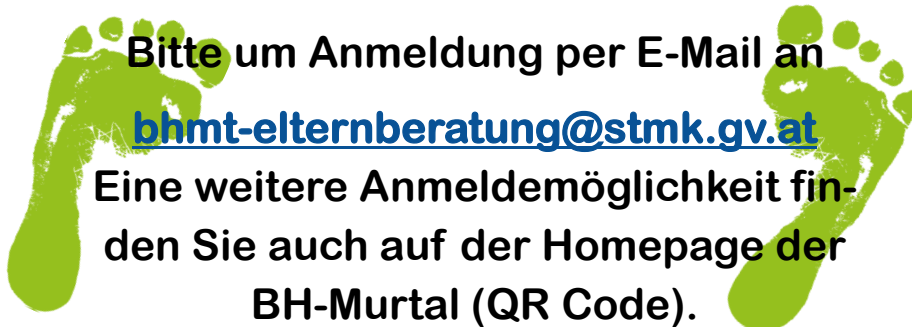 Bitte um Anmeldung per E-Mail an
bhmt-elternberatung@stmk.gv.at
Eine weitere Anmeldemöglichkeit fin-
den Sie auch auf der Homepage der
BH-Murtal (QR Code).